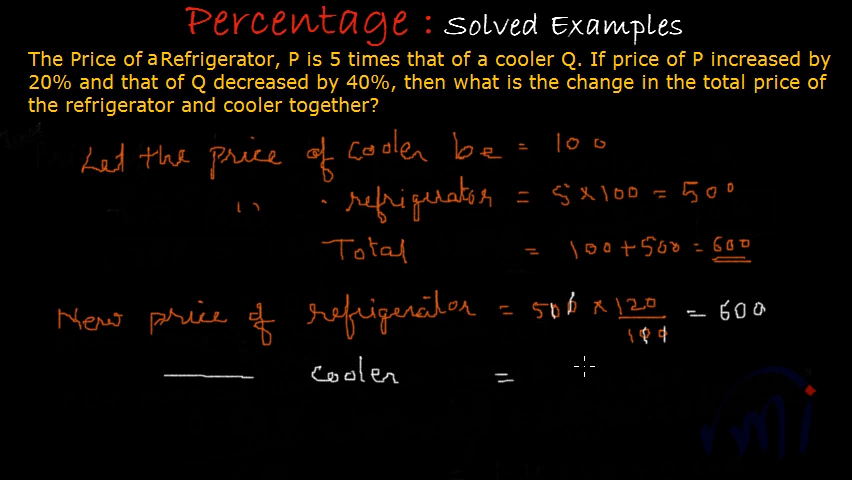 Percentage : Solved Examples
The Price of a Refrigerator, P is 5 times that of a cooler Q. If price of P increased by
20% and that of Q decreased by 40%, then what is the change in the total price of
the refrigerator and cooler together?
Let the price of cooler be = 100
" . refrigerator = 5 × 100 = 500
Total = 100 + 500 = 600
New price of refrigerator = 500 × 120/100 = 600
cooler =
rmi